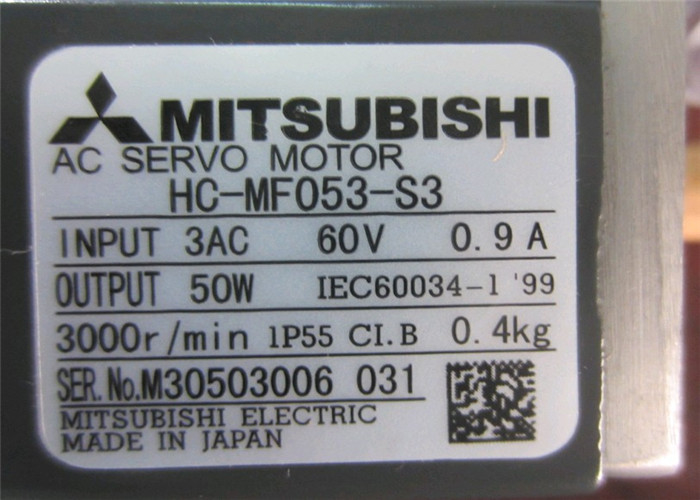 MITSUBISHI
AC SERVO MOTOR
HC-MF053-S3
INPUT 3AC 60V 0.9A
OUTPUT 50W IEC60034-1 '99
3000r/min IP55 CI.B 0.4kg
SER.No.M30503006 031
MITSUBISHI ELECTRIC
MADE IN JAPAN